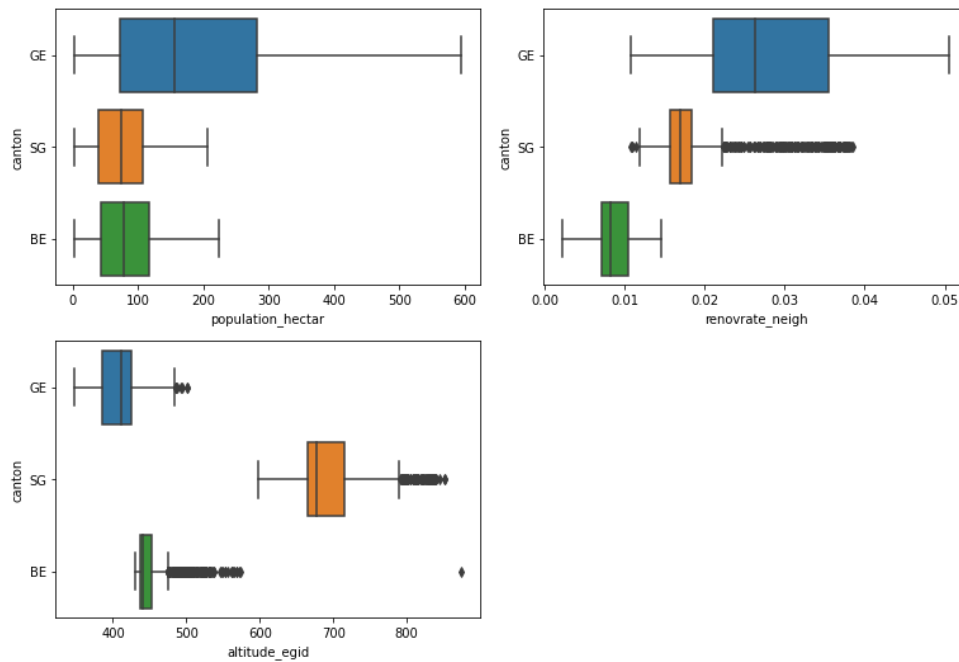 GE
SG
BE
canton
0 100 200 300 400 500 600
population_hectar
GE
SG
BE
canton
0.00 0.01 0.02 0.03 0.04 0.05
renovrate_neigh
GE
SG
BE
canton
400 500 600 700 800
altitude_egid